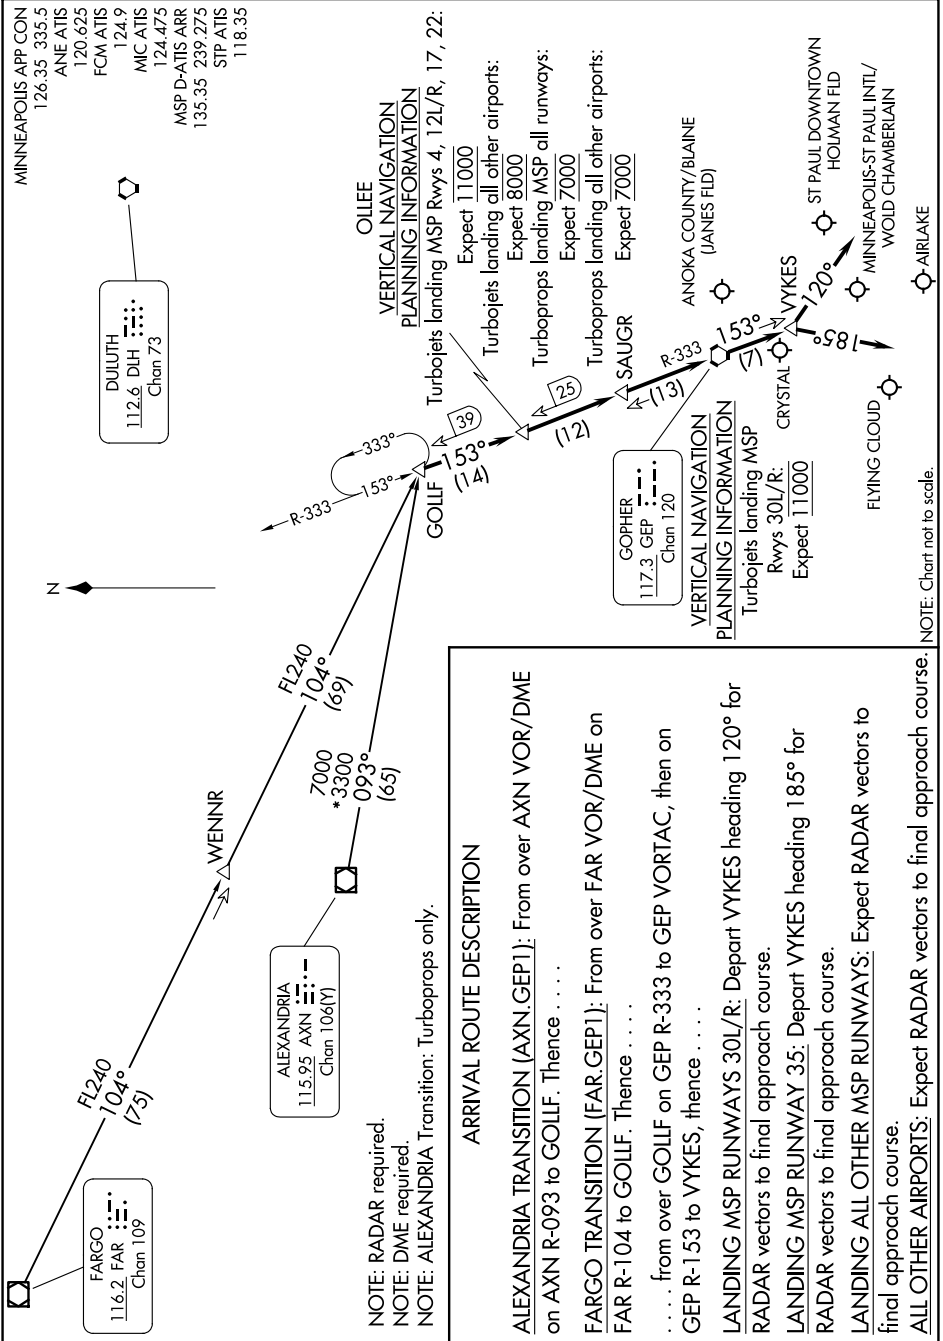 MINNEAPOLIS APP CON
126.35 335.5
ANE ATIS
120.625
FCM ATIS
124.9
MIC ATIS
124.475
MSP D-ATIS ARR
135.35 239.275
STP ATIS
118.35
DULUTH
112.6 DLH
Chan 73
N
FARGO
116.2 FAR
Chan 109
FL240
104°
(75)
WENNR
FL240
104°
(69)
ALEXANDRIA
115.95 AXN
Chan 106(Y)
7000
*3300
093°
(65)
R-333
153°
333°
GOLLF
39
153°
(14)
OLLEE
VERTICAL NAVIGATION
PLANNING INFORMATION
Turbojets landing MSP Rwys 4, 12L/R, 17, 22:
Expect 11000
Turbojets landing all other airports:
Expect 8000
Turboprops landing MSP all runways:
Expect 7000
Turboprops landing all other airports:
Expect 7000
25
(12)
SAUGR
(13)
R-333
GOPHER
117.3 GEP
Chan 120
ANOKA COUNTY/BLAINE
(JANES FLD)
153°
(7)
VYKES
CRYSTAL
120°
185°
ST PAUL DOWNTOWN
HOLMAN FLD
MINNEAPOLIS-ST PAUL INTL/
WOLD CHAMBERLAIN
AIRLAKE
FLYING CLOUD
VERTICAL NAVIGATION
PLANNING INFORMATION
Turbojets landing MSP
Rwys 30L/R:
Expect 11000
NOTE: RADAR required.
NOTE: DME required.
NOTE: ALEXANDRIA Transition: Turboprops only.
ARRIVAL ROUTE DESCRIPTION
ALEXANDRIA TRANSITION (AXN.GEP1): From over AXN VOR/DME
on AXN R-093 to GOLLF. Thence . . . .
FARGO TRANSITION (FAR.GEP1): From over FAR VOR/DME on
FAR R-104 to GOLLF. Thence . . . .
. . . . from over GOLLF on GEP R-333 to GEP VORTAC, then on
GEP R-153 to VYKES, thence . . . .
LANDING MSP RUNWAYS 30L/R: Depart VYKES heading 120° for
RADAR vectors to final approach course.
LANDING MSP RUNWAY 35: Depart VYKES heading 185° for
RADAR vectors to final approach course.
LANDING ALL OTHER MSP RUNWAYS: Expect RADAR vectors to
final approach course.
ALL OTHER AIRPORTS: Expect RADAR vectors to final approach course.
NOTE: Chart not to scale.